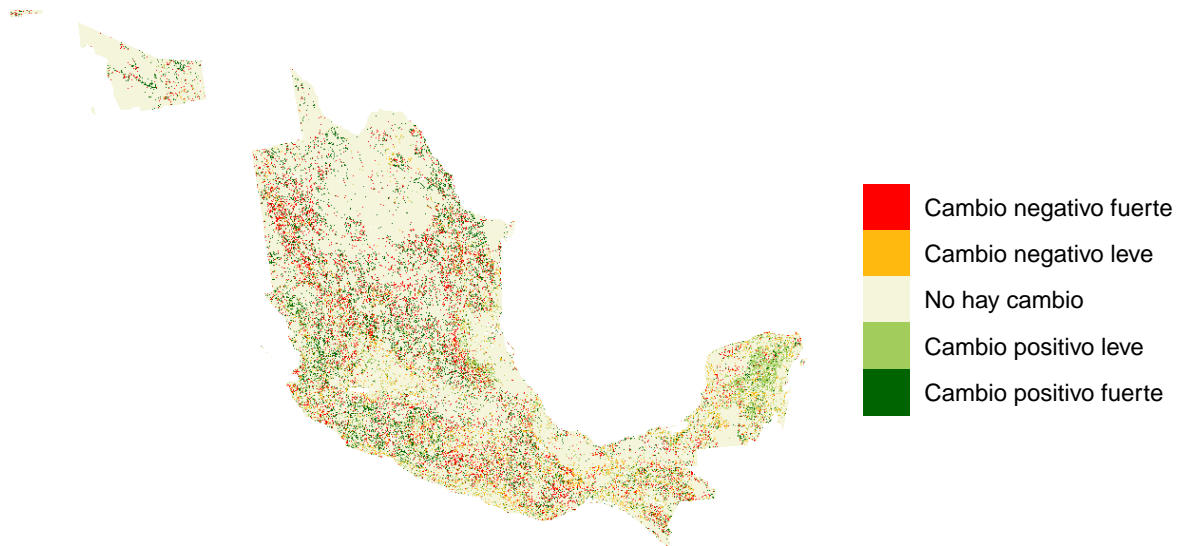 Cambio negativo fuerte
Cambio negativo leve
No hay cambio
Cambio positivo leve
Cambio positivo fuerte